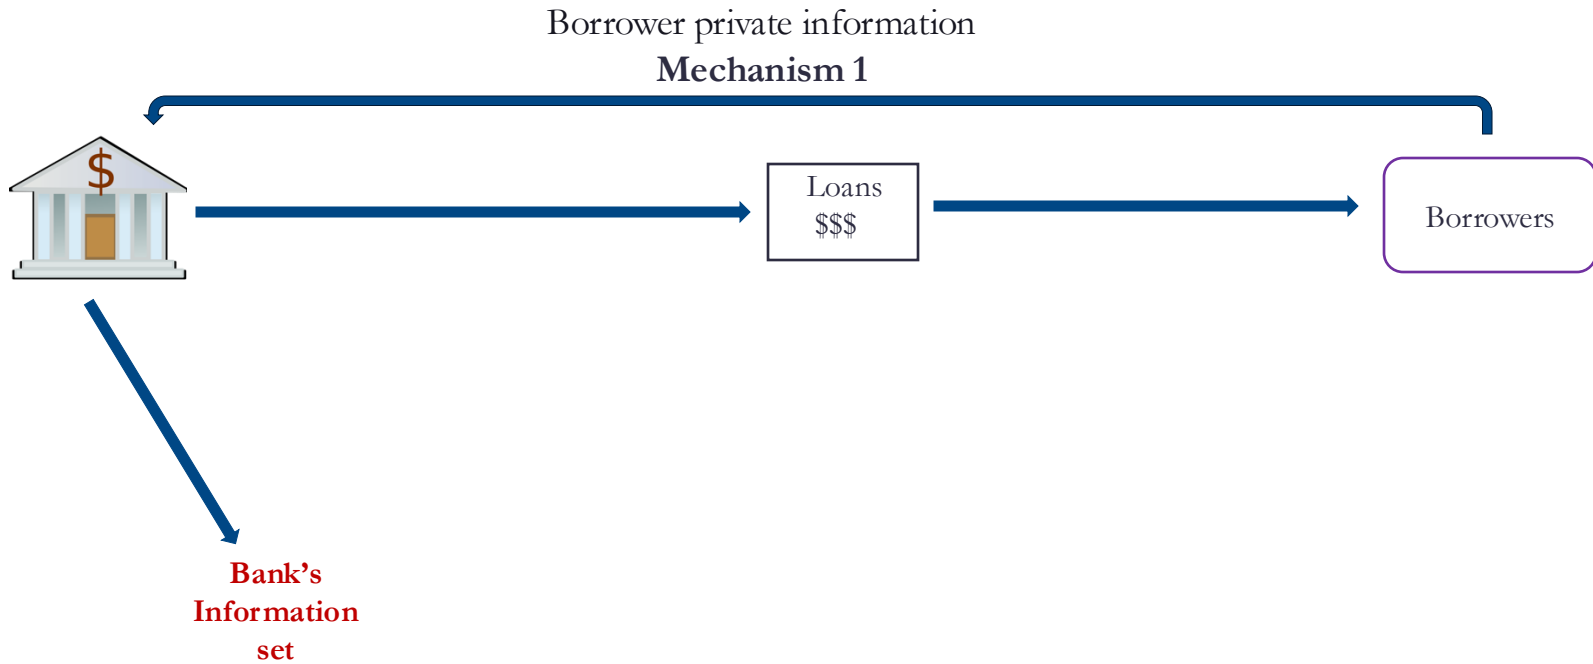 Borrower private information
Mechanism 1
$
Loans
$$$
Borrowers
Bank’s
Information
set